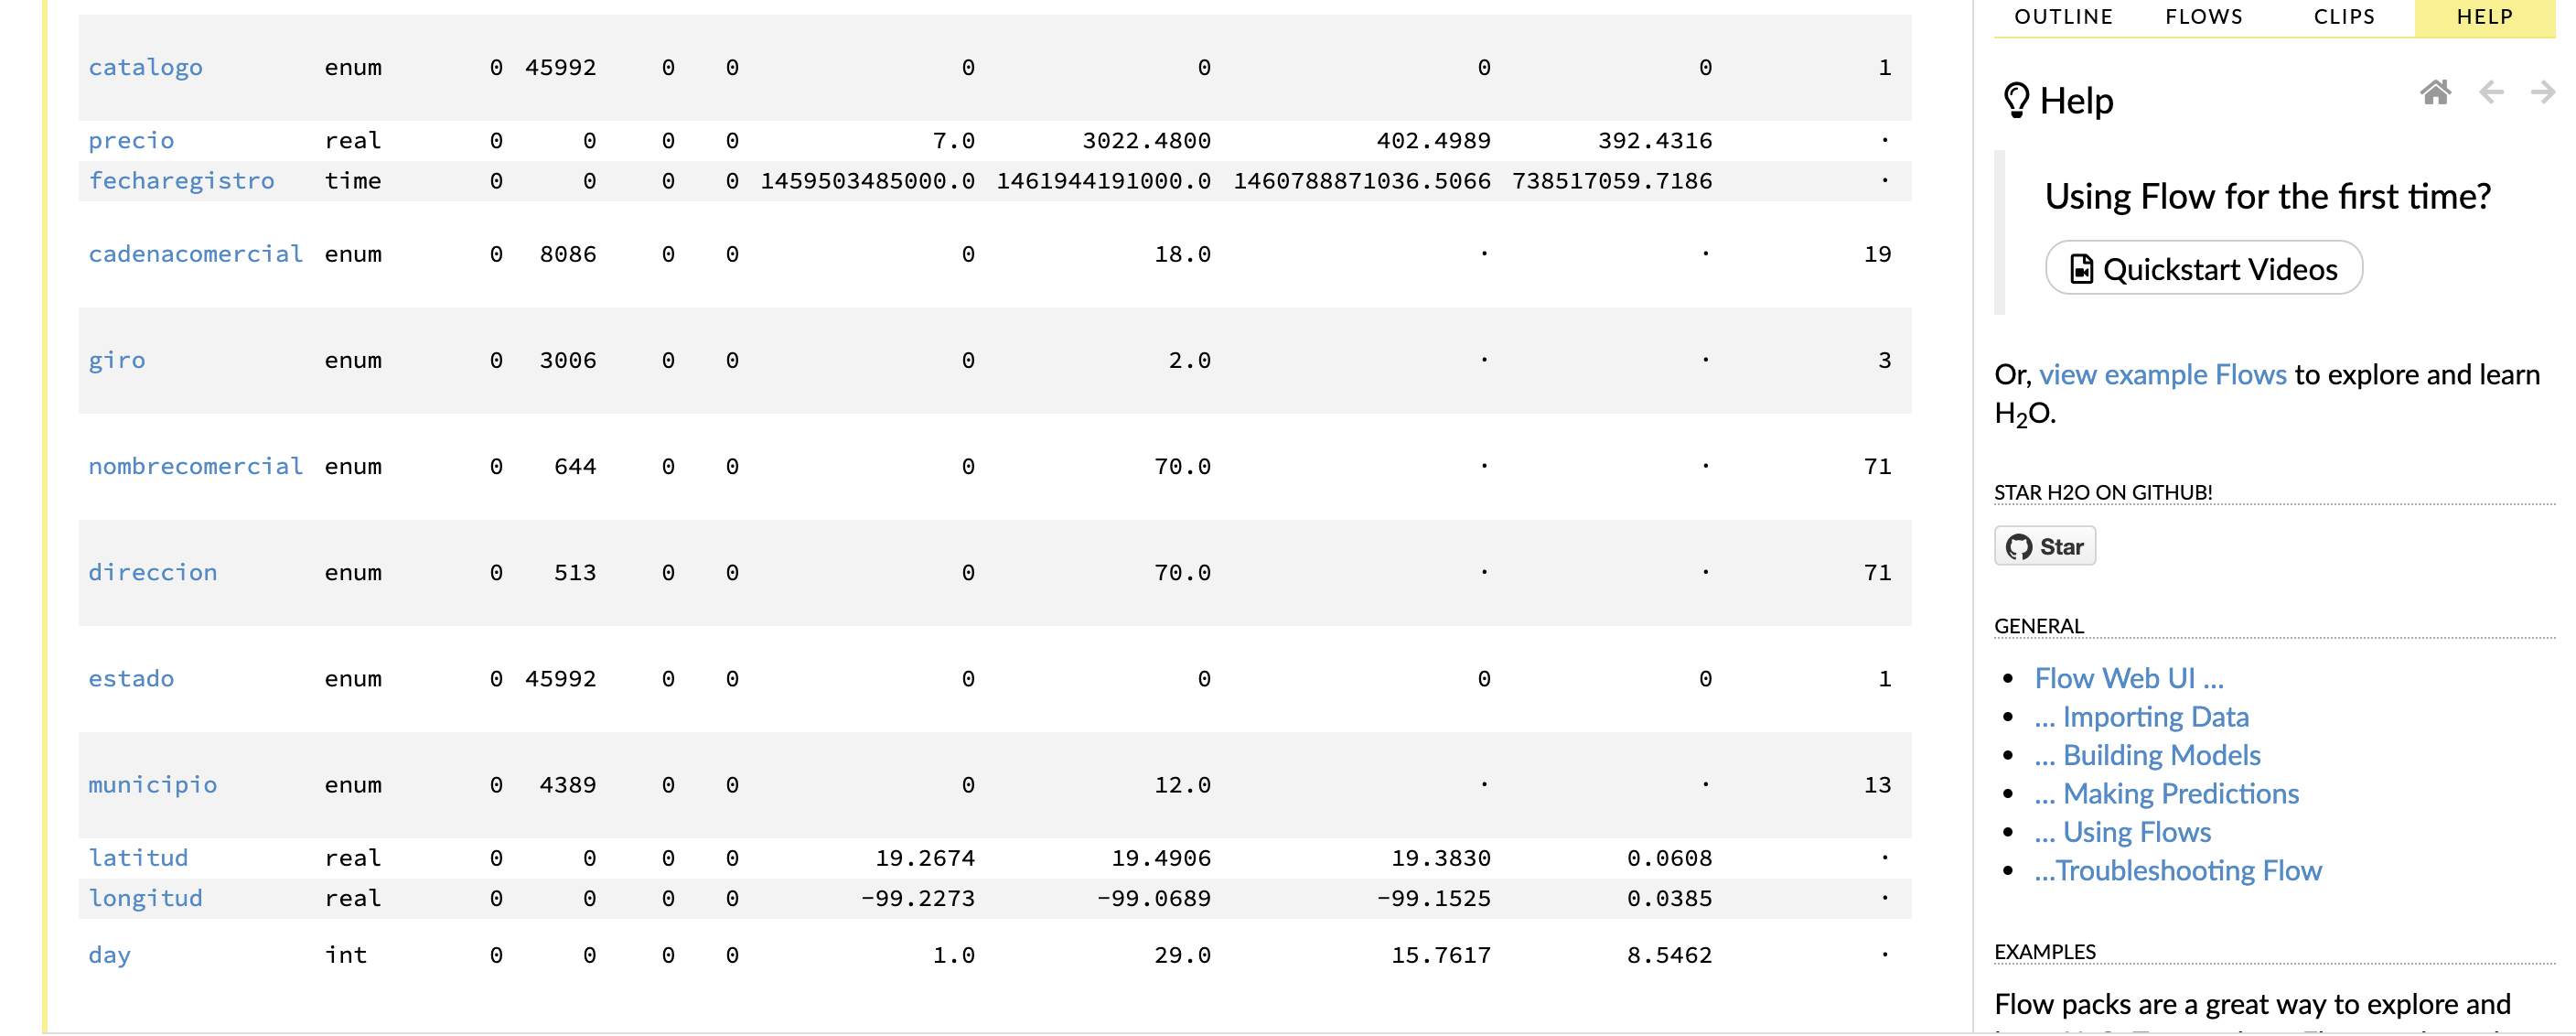 catalogo enum 0 45992 0 0 0 0 0 0 1
precio real 0 0 0 0 7.0 3022.4800 402.4989 392.4316 ·
fecharegistro time 0 0 0 0 1459503485000.0 1461944191000.0 1460788871036.5066 738517059.7186 ·
cadenacomercial enum 0 8086 0 0 0 18.0 · · 19
giro enum 0 3006 0 0 0 2.0 · · 3
nombrecomercial enum 0 644 0 0 0 70.0 · · 71
direccion enum 0 513 0 0 0 70.0 · · 71
estado enum 0 45992 0 0 0 0 0 0 1
municipio enum 0 4389 0 0 0 12.0 · · 13
latitud real 0 0 0 0 19.2674 19.4906 19.3830 0.0608 ·
longitud real 0 0 0 0 -99.2273 -99.0689 -99.1525 0.0385 ·
day int 0 0 0 0 1.0 29.0 15.7617 8.5462 ·
OUTLINE FLOWS CLIPS HELP
Help
Using Flow for the first time?
Quickstart Videos
Or, view example Flows to explore and learn
H₂O.
STAR H2O ON GITHUB!
Star
GENERAL
• Flow Web UI ...
• ... Importing Data
• ... Building Models
• ... Making Predictions
• ... Using Flows
• ...Troubleshooting Flow
EXAMPLES
Flow packs are a great way to explore and